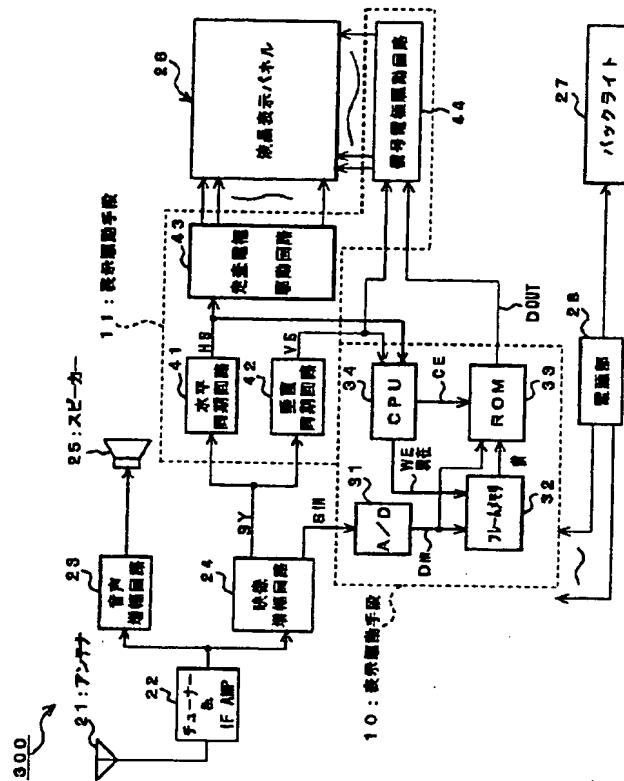 300
21:アンテナ
22
チューナー
&
IF AMP
23
音声
増幅回路
25:スピーカー
24
映像
増幅回路
SY
SIN
11:表示駆動手段
41
水平
同期回路
HS
42
垂直
同期回路
VS
43
走査電極
駆動回路
26
液晶表示パネル
信号電極駆動回路
44
10:表示駆動手段
31
A/D
DIN
34
CPU
WE
現在
CE
フレームメモリ
32
前
ROM
33
DOUT
電源部
28
27
バックライト